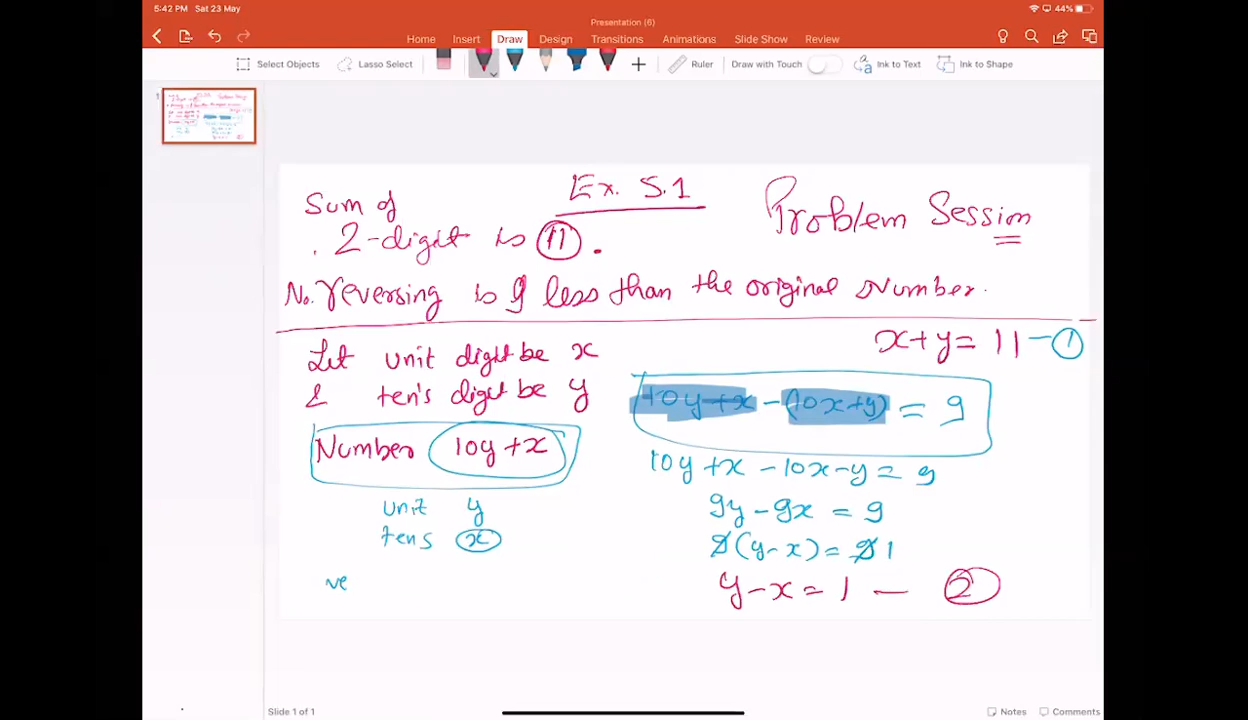 5:42 PM Sat 23 May
44%
Presentation (6)
Home Insert Draw Design Transitions Animations Slide Show Review
Select Objects Lasso Select Ruler Draw with Touch Ink to Text Ink to Shape
1
Ex. 5.1
Problem Session
Sum of
2-digit is 11.
No. reversing is 9 less than the original Number.
Let unit digit be x
& ten's digit be y
Number 10y+x
unit y
tens x
ne
x+y = 11 - 1
10y+x - (10x+y) = 9
10y+x - 10x-y = 9
9y - 9x = 9
9(y-x) = 9 1
y-x = 1 — 2
Slide 1 of 1
Notes Comments